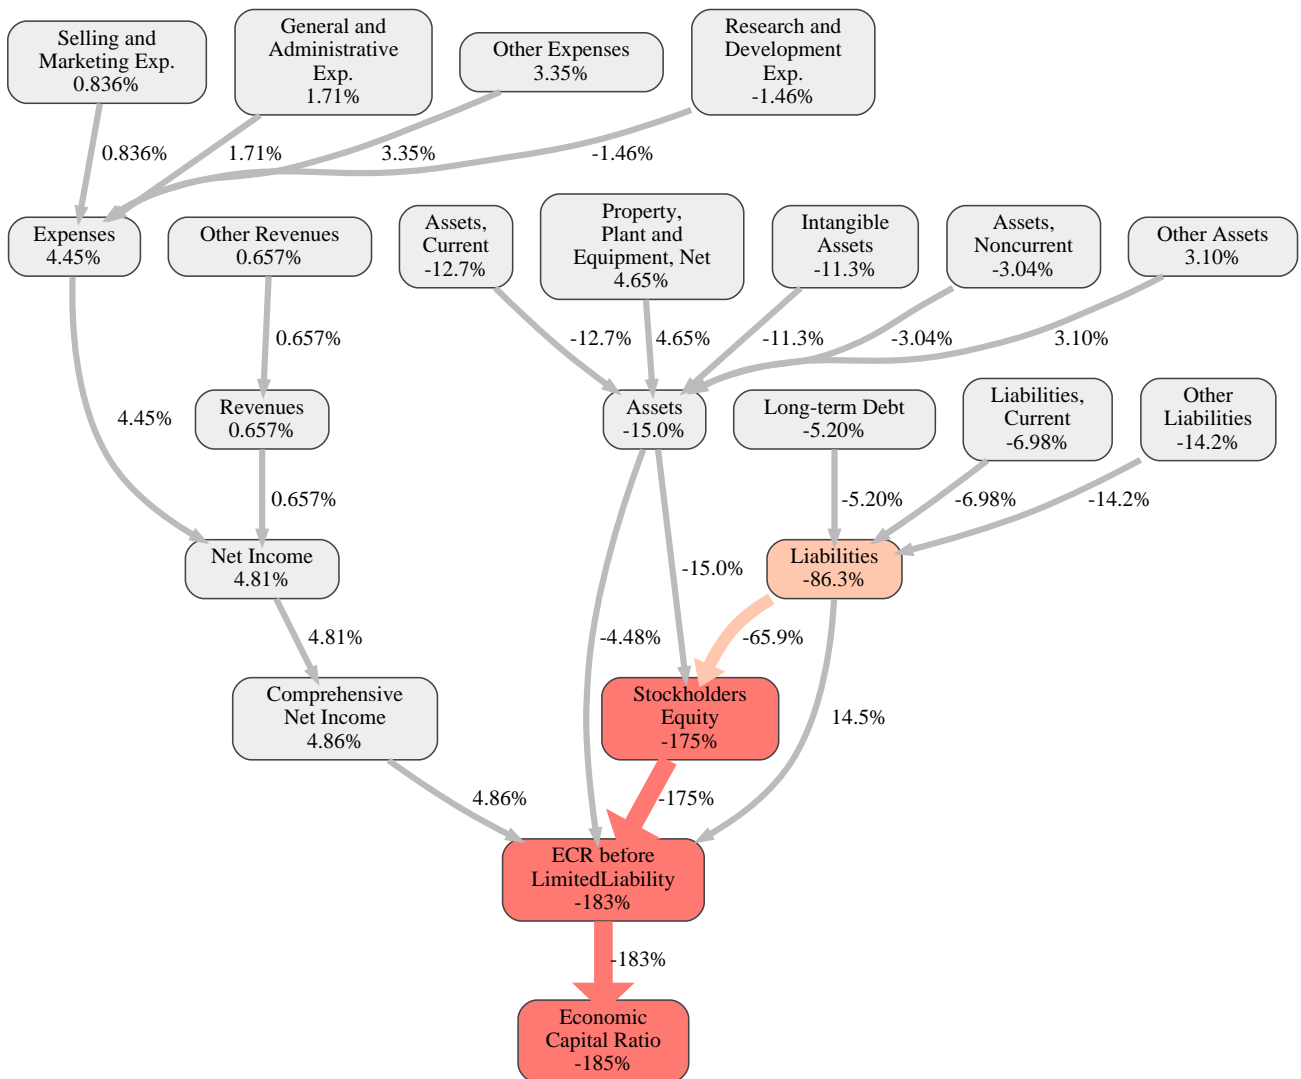 Selling and
Marketing Exp.
0.836%
General and
Administrative
Exp.
1.71%
Other Expenses
3.35%
Research and
Development
Exp.
-1.46%
0.836%
1.71%
3.35%
-1.46%
Expenses
4.45%
Other Revenues
0.657%
Assets,
Current
-12.7%
Property,
Plant and
Equipment, Net
4.65%
Intangible
Assets
-11.3%
Assets,
Noncurrent
-3.04%
Other Assets
3.10%
0.657%
-12.7%
4.65%
-11.3%
-3.04%
3.10%
4.45%
Revenues
0.657%
Assets
-15.0%
Long-term Debt
-5.20%
Liabilities,
Current
-6.98%
Other
Liabilities
-14.2%
0.657%
-5.20%
-6.98%
-14.2%
Net Income
4.81%
-15.0%
Liabilities
-86.3%
4.81%
-4.48%
-65.9%
Comprehensive
Net Income
4.86%
Stockholders
Equity
-175%
14.5%
4.86%
-175%
ECR before
LimitedLiability
-183%
-183%
Economic
Capital Ratio
-185%